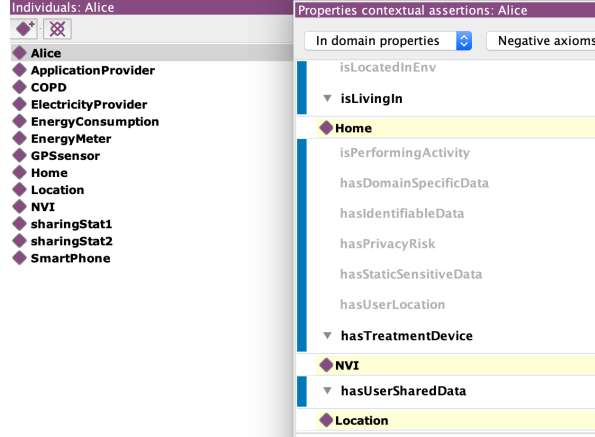 Individuals: Alice
Alice
ApplicationProvider
COPD
ElectricityProvider
EnergyConsumption
EnergyMeter
GPSsensor
Home
Location
NVI
sharingStat1
sharingStat2
SmartPhone
Properties contextual assertions: Alice
In domain properties
Negative axioms
isLocatedInEnv
isLivingIn
Home
isPerformingActivity
hasDomainSpecificData
hasIdentifiableData
hasPrivacyRisk
hasStaticSensitiveData
hasUserLocation
hasTreatmentDevice
NVI
hasUserSharedData
Location